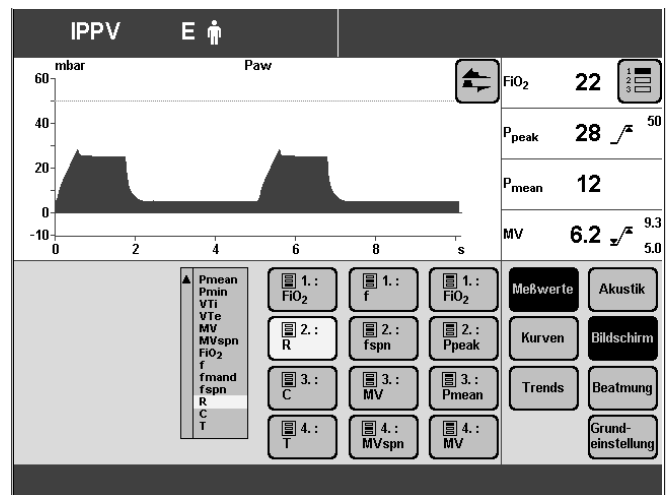 IPPV E
mbar Paw
60
40
20
0
-10
0 2 4 6 8 s
FiO2 22
1
2
3
Ppeak 28 50
Pmean 12
MV 6.2 9.3
5.0
Pmean
Pmin
VTi
VTe
MV
MVspn
FiO2
f
fmand
fspn
R
C
T
1. :
FiO2
1. :
f
1. :
FiO2
2. :
R
2. :
fspn
2. :
Ppeak
3. :
C
3. :
MV
3. :
Pmean
4. :
T
4. :
MVspn
4. :
MV
Meßwerte Akustik
Kurven Bildschirm
Trends Beatmung
Grund-
einstellung